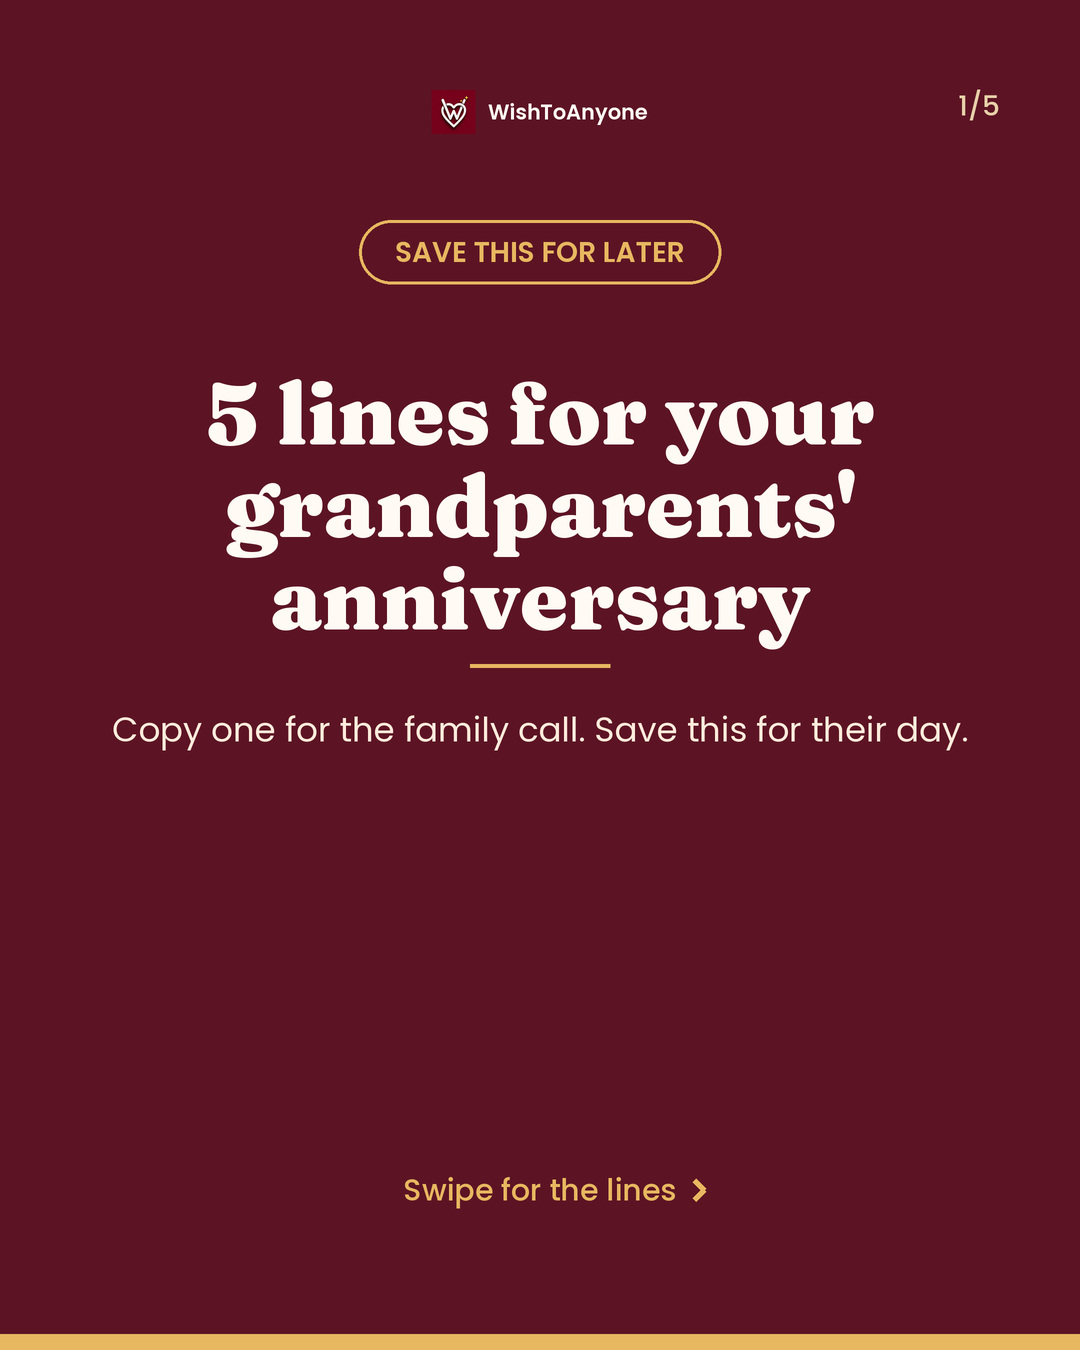 WishToAnyone
1/5
SAVE THIS FOR LATER
5 lines for your
grandparents'
anniversary
Copy one for the family call. Save this for their day.
Swipe for the lines